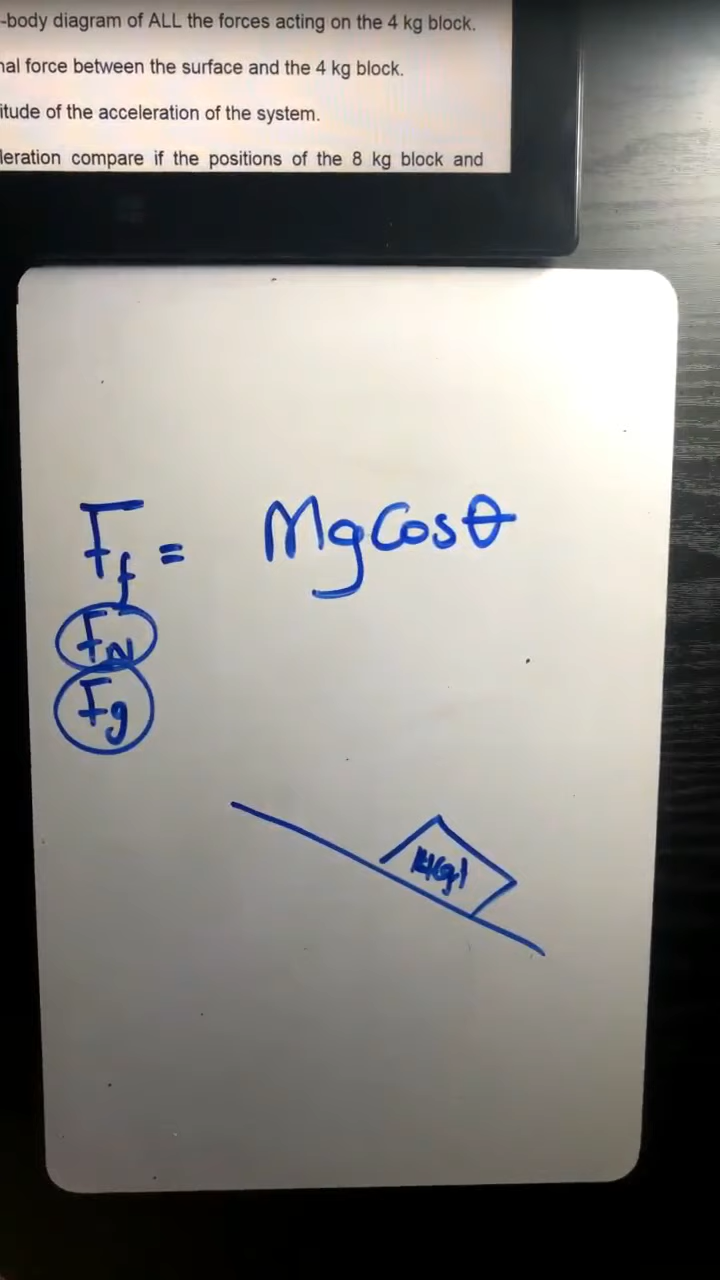 -body diagram of ALL the forces acting on the 4 kg block.
nal force between the surface and the 4 kg block.
itude of the acceleration of the system.
leration compare if the positions of the 8 kg block and
Ff = Mgcosθ
FN
Fg